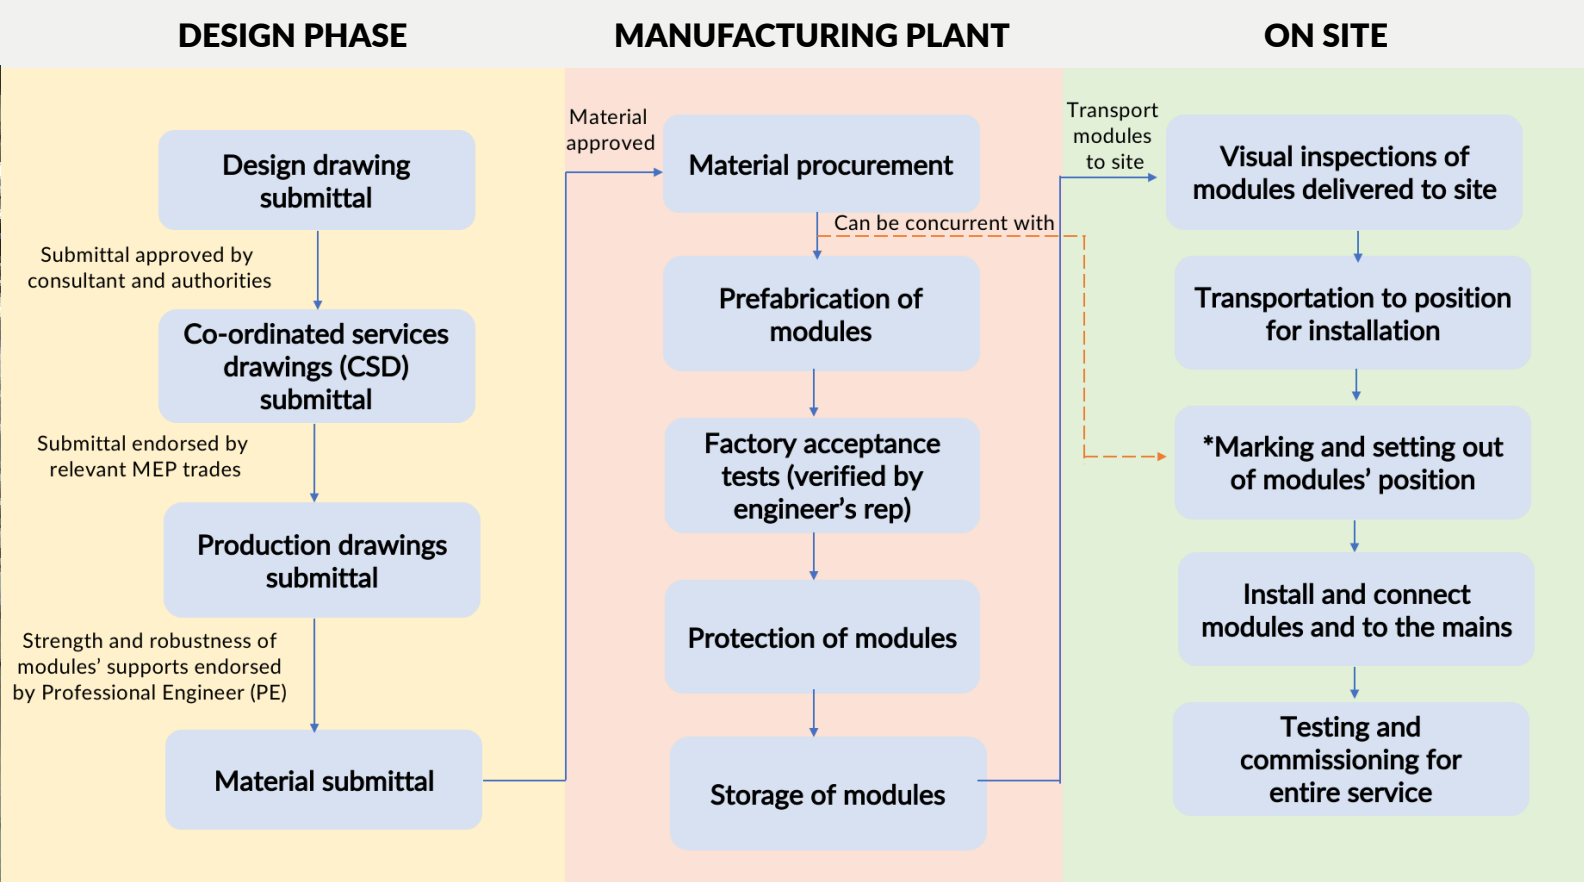 DESIGN PHASE
MANUFACTURING PLANT
ON SITE
Design drawing
submittal
Submittal approved by
consultant and authorities
Co-ordinated services
drawings (CSD)
submittal
Submittal endorsed by
relevant MEP trades
Production drawings
submittal
Strength and robustness of
modules’ supports endorsed
by Professional Engineer (PE)
Material submittal
Material
approved
Material procurement
Can be concurrent with
Prefabrication of
modules
Factory acceptance
tests (verified by
engineer’s rep)
Protection of modules
Storage of modules
Transport
modules
to site
Visual inspections of
modules delivered to site
Transportation to position
for installation
*Marking and setting out
of modules’ position
Install and connect
modules and to the mains
Testing and
commissioning for
entire service